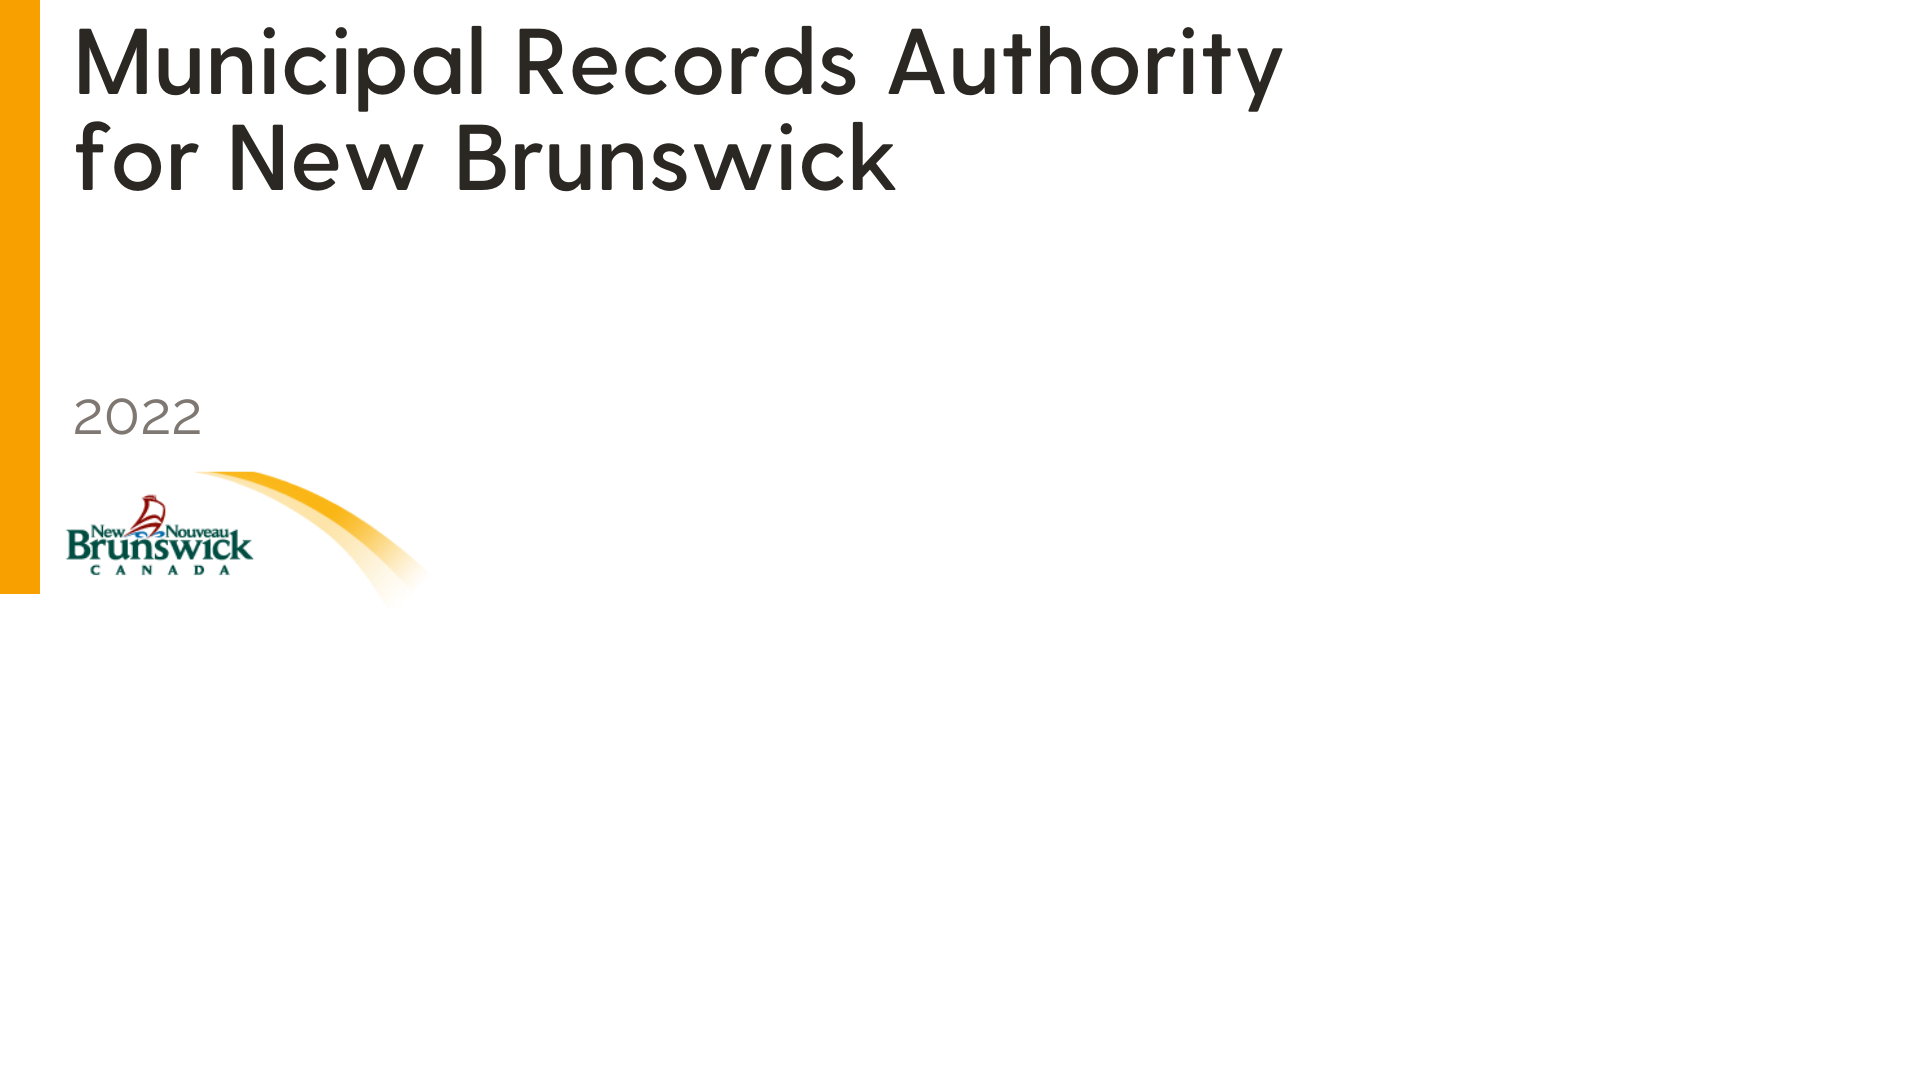 Municipal Records Authority
for New Brunswick
2022
New Nouveau
Brunswick
CANADA